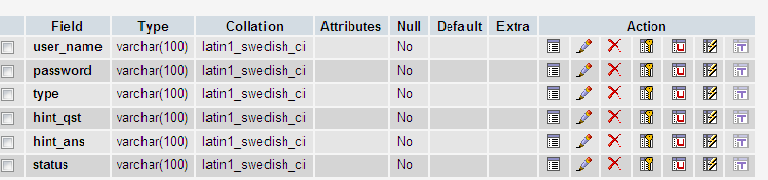 Field Type Collation Attributes Null Default Extra Action
user_name varchar(100) latin1_swedish_ci No
password varchar(100) latin1_swedish_ci No
type varchar(100) latin1_swedish_ci No
hint_qst varchar(100) latin1_swedish_ci No
hint_ans varchar(100) latin1_swedish_ci No
status varchar(100) latin1_swedish_ci No